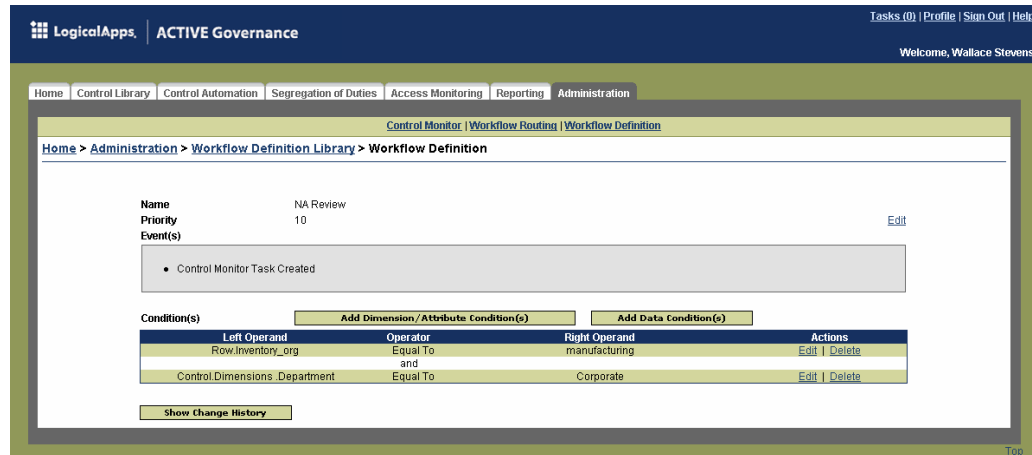 Tasks (0) | Profile | Sign Out | Help
LogicalApps. ACTIVE Governance
Welcome, Wallace Stevens
Home Control Library Control Automation Segregation of Duties Access Monitoring Reporting Administration
Control Monitor | Workflow Routing | Workflow Definition
Home > Administration > Workflow Definition Library > Workflow Definition
Name NA Review
Priority 10 Edit
Event(s)
• Control Monitor Task Created
Condition(s) Add Dimension/Attribute Condition(s) Add Data Condition(s)
Left Operand Operator Right Operand Actions
Row.Inventory_org Equal To manufacturing Edit | Delete
and
Control.Dimensions .Department Equal To Corporate Edit | Delete
Show Change History
Top